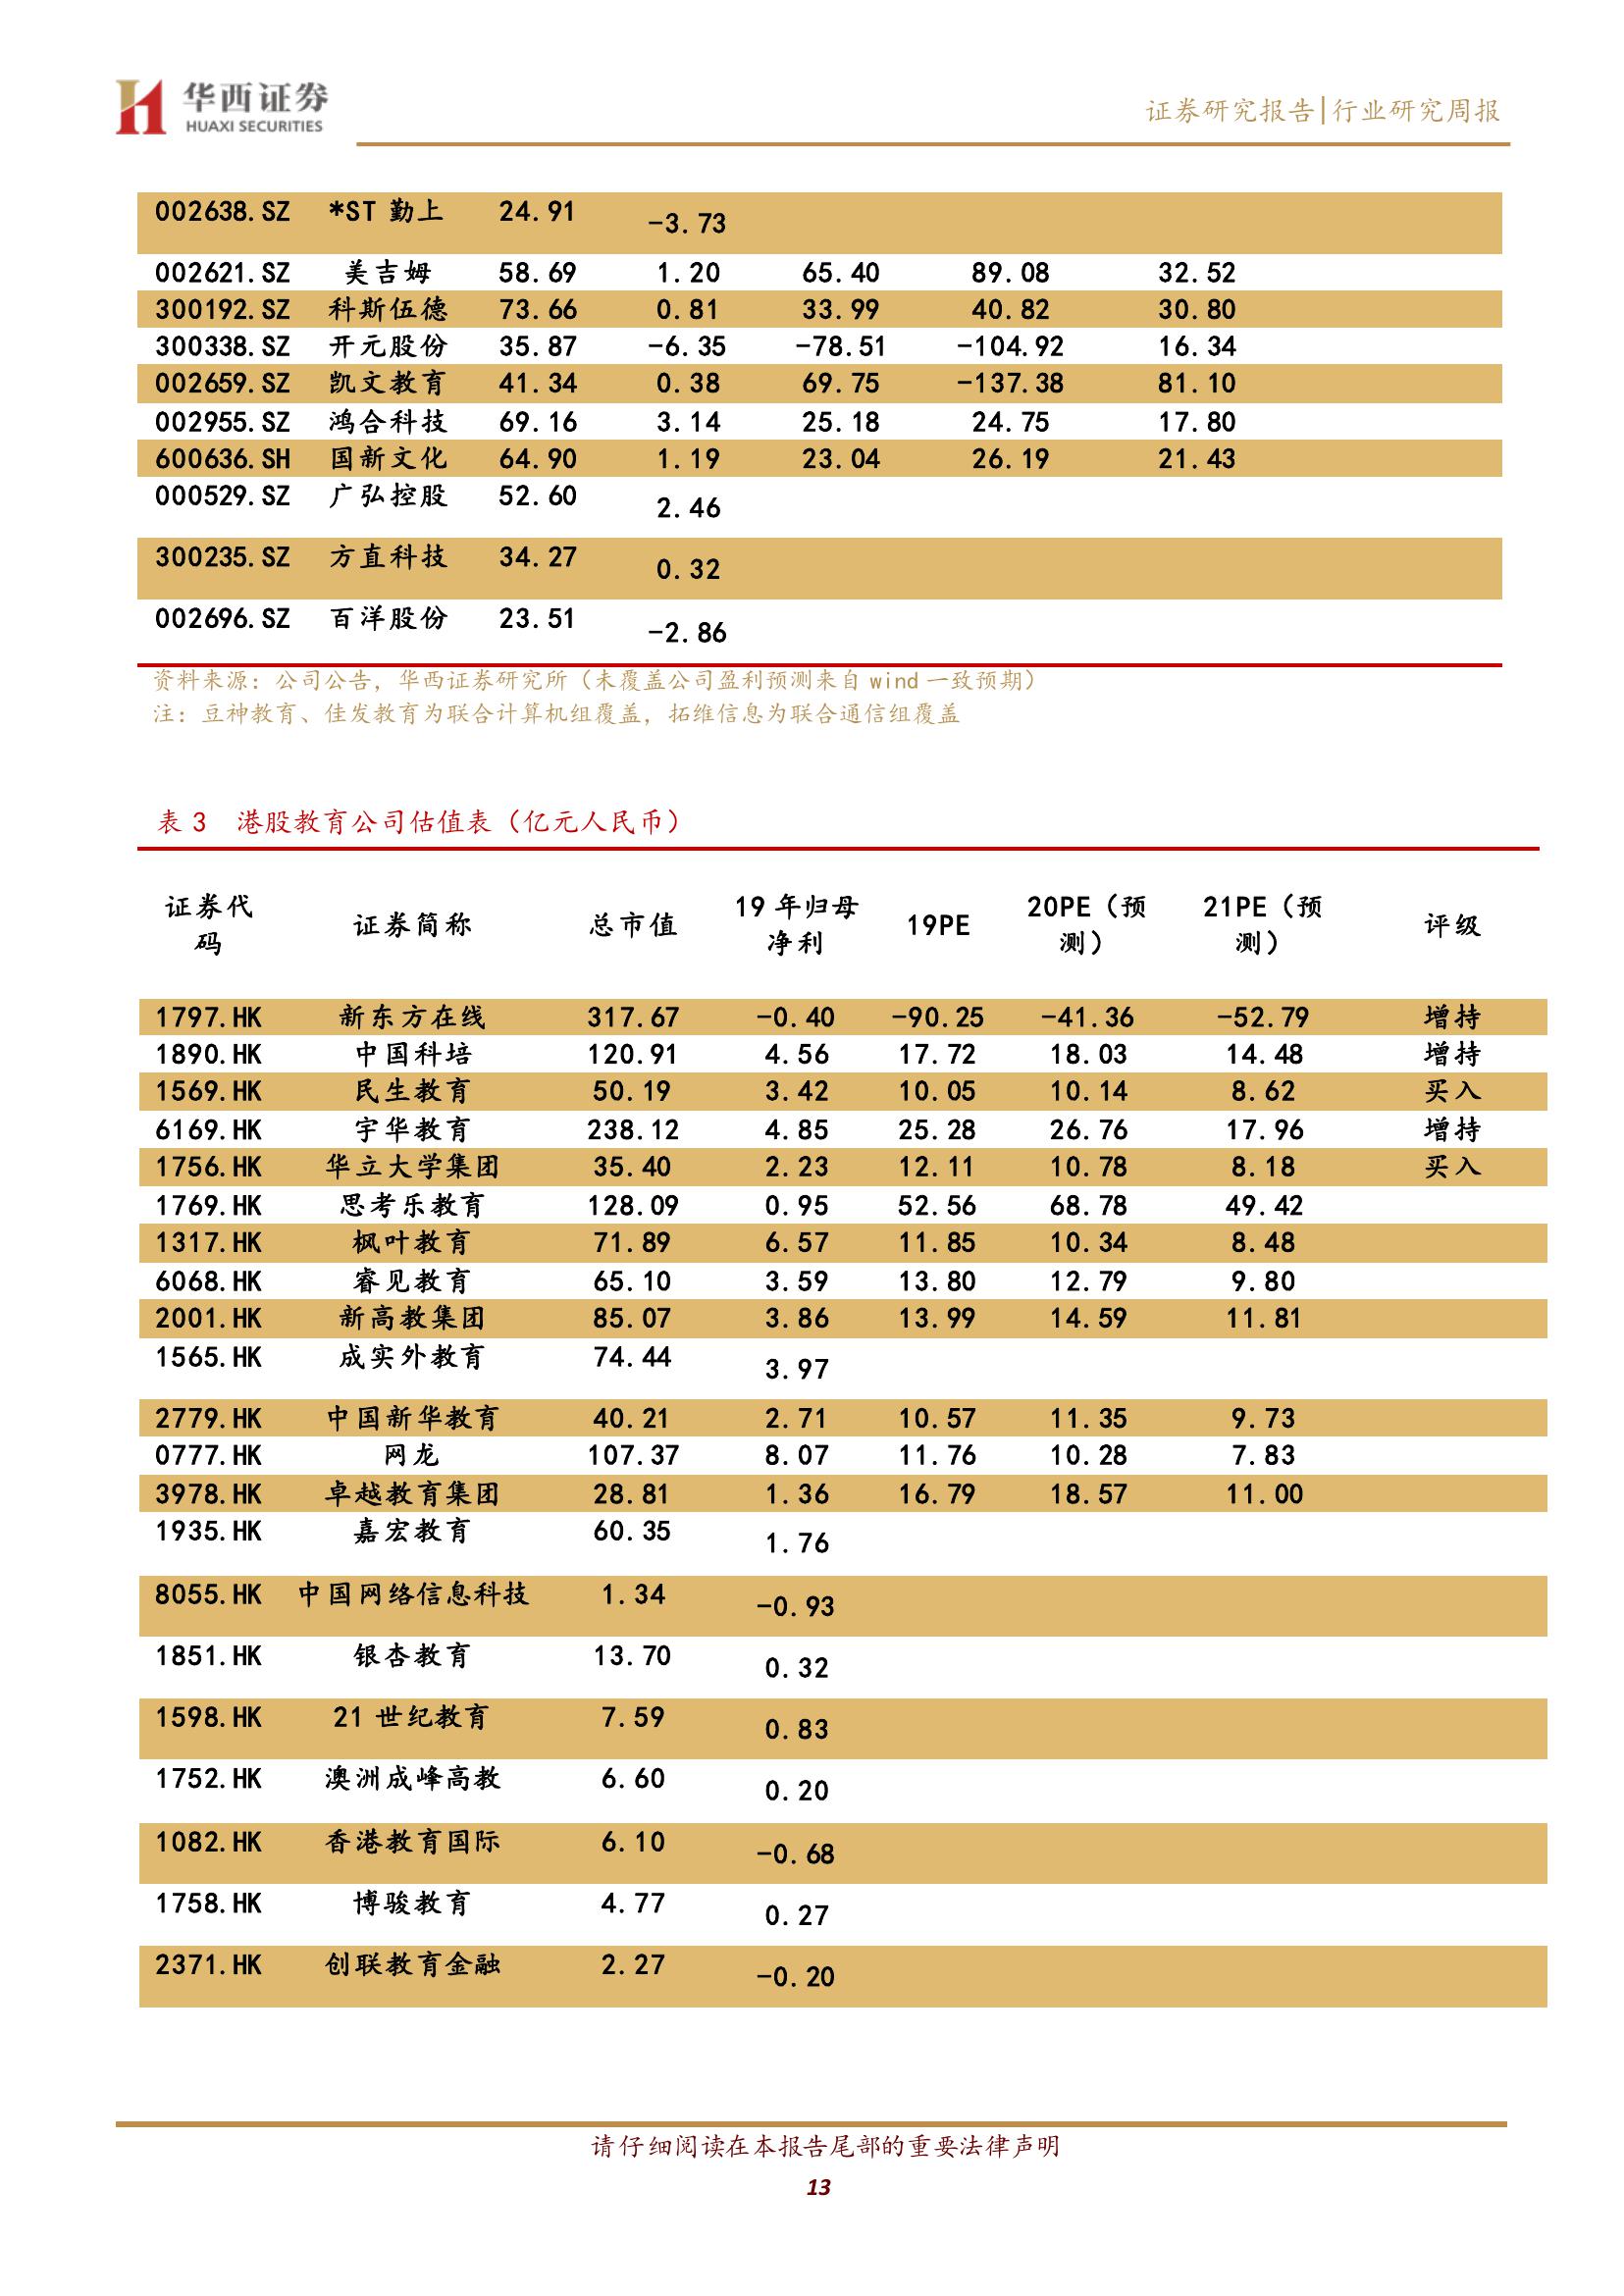 华西证券
HUAXI SECURITIES
证券研究报告|行业研究周报
002638.SZ *ST 勤上 24.91 -3.73
002621.SZ 美吉姆 58.69 1.20 65.40 89.08 32.52
300192.SZ 科斯伍德 73.66 0.81 33.99 40.82 30.80
300338.SZ 开元股份 35.87 -6.35 -78.51 -104.92 16.34
002659.SZ 凯文教育 41.34 0.38 69.75 -137.38 81.10
002955.SZ 鸿合科技 69.16 3.14 25.18 24.75 17.80
600636.SH 国新文化 64.90 1.19 23.04 26.19 21.43
000529.SZ 广弘控股 52.60 2.46
300235.SZ 方直科技 34.27 0.32
002696.SZ 百洋股份 23.51 -2.86
资料来源：公司公告，华西证券研究所（未覆盖公司盈利预测来自 wind 一致预期）
注：豆神教育、佳发教育为联合计算机组覆盖，拓维信息为联合通信组覆盖
表 3 港股教育公司估值表（亿元人民币）
证券代码 证券简称 总市值 19 年归母净利 19PE 20PE（预测） 21PE（预测） 评级
1797.HK 新东方在线 317.67 -0.40 -90.25 -41.36 -52.79 增持
1890.HK 中国科培 120.91 4.56 17.72 18.03 14.48 增持
1569.HK 民生教育 50.19 3.42 10.05 10.14 8.62 买入
6169.HK 宇华教育 238.12 4.85 25.28 26.76 17.96 增持
1756.HK 华立大学集团 35.40 2.23 12.11 10.78 8.18 买入
1769.HK 思考乐教育 128.09 0.95 52.56 68.78 49.42
1317.HK 枫叶教育 71.89 6.57 11.85 10.34 8.48
6068.HK 睿见教育 65.10 3.59 13.80 12.79 9.80
2001.HK 新高教集团 85.07 3.86 13.99 14.59 11.81
1565.HK 成实外教育 74.44 3.97
2779.HK 中国新华教育 40.21 2.71 10.57 11.35 9.73
0777.HK 网龙 107.37 8.07 11.76 10.28 7.83
3978.HK 卓越教育集团 28.81 1.36 16.79 18.57 11.00
1935.HK 嘉宏教育 60.35 1.76
8055.HK 中国网络信息科技 1.34 -0.93
1851.HK 银杏教育 13.70 0.32
1598.HK 21 世纪教育 7.59 0.83
1752.HK 澳洲成峰高教 6.60 0.20
1082.HK 香港教育国际 6.10 -0.68
1758.HK 博骏教育 4.77 0.27
2371.HK 创联教育金融 2.27 -0.20
请仔细阅读在本报告尾部的重要法律声明
13